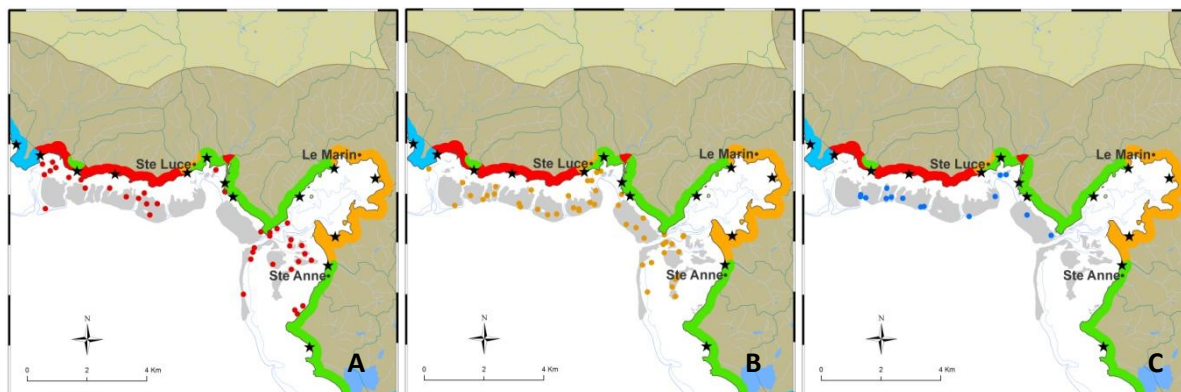 Ste Luce
Le Marin
Ste Anne
N
0 2 4 Km
A
Ste Luce
Le Marin
Ste Anne
N
0 2 4 Km
B
Ste Luce
Le Marin
Ste Anne
N
0 2 4 Km
C